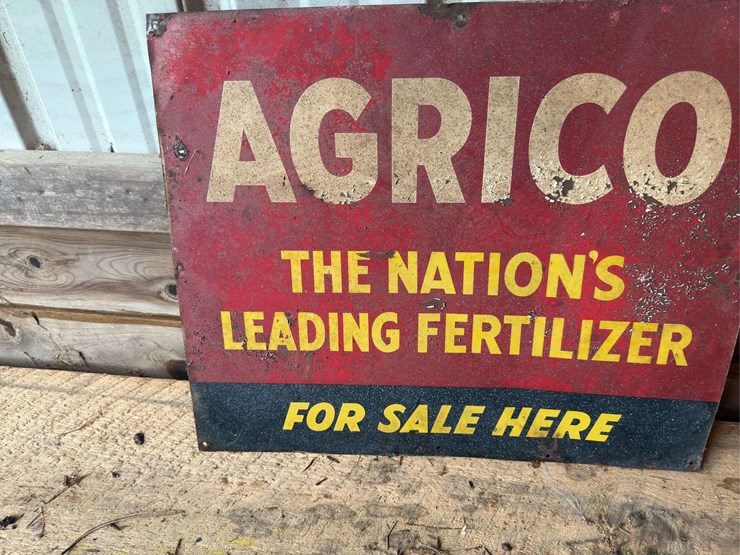 AGRICO
THE NATION'S
LEADING FERTILIZER
FOR SALE HERE